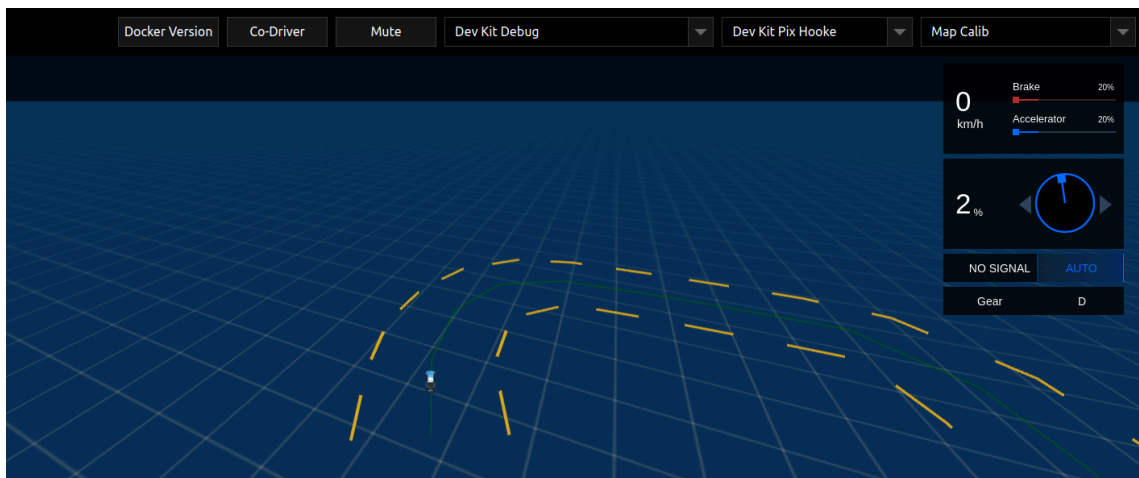 Docker Version Co-Driver Mute Dev Kit Debug Dev Kit Pix Hooke Map Calib
Brake 20%
0
km/h
Accelerator 20%
2 %
NO SIGNAL AUTO
Gear D